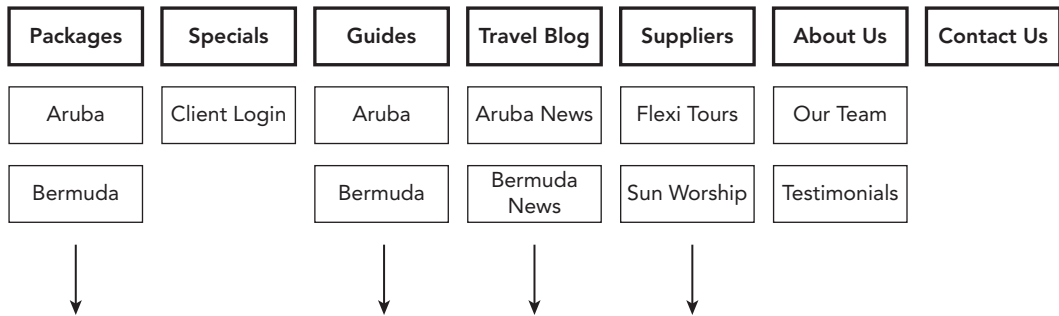 Packages
Specials
Guides
Travel Blog
Suppliers
About Us
Contact Us
Aruba
Client Login
Aruba
Aruba News
Flexi Tours
Our Team
Bermuda
Bermuda
Bermuda
News
Sun Worship
Testimonials